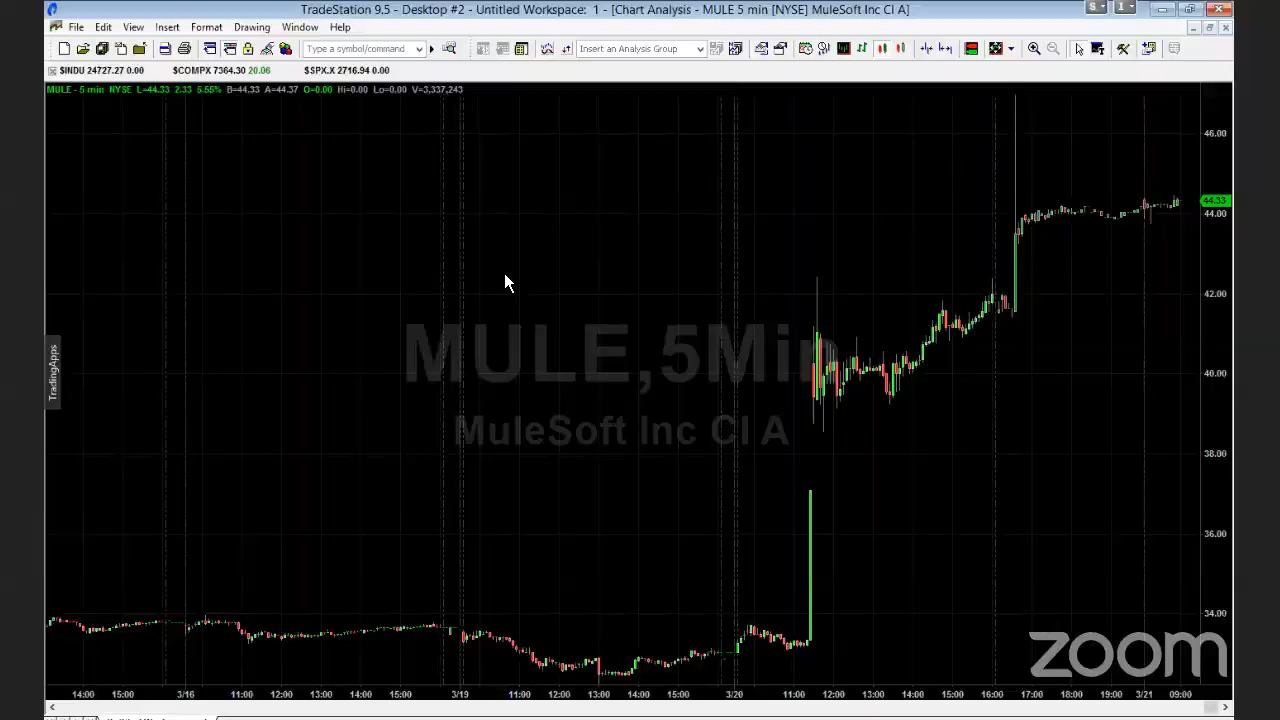 TradeStation 9.5 - Desktop #2 - Untitled Workspace: 1 - [Chart Analysis - MULE 5 min [NYSE] MuleSoft Inc Cl A]
S I
File Edit View Insert Format Drawing Window Help
Type a symbol/command Insert an Analysis Group
$INDU 24727.27 0.00 $COMPX 7364.30 20.06 $SPX.X 2716.94 0.00
MULE - 5 min NYSE L=44.33 2.33 5.55% B=44.33 A=44.37 O=0.00 Hi=0.00 Lo=0.00 V=3,337,243
46.00
44.33
44.00
42.00
MULE,5Min
TradingApps
40.00
MuleSoft Inc Cl A
38.00
36.00
34.00
zoom
14:00 15:00 3/16 11:00 12:00 13:00 14:00 15:00 3/19 11:00 12:00 13:00 14:00 15:00 3/20 11:00 12:00 13:00 14:00 15:00 16:00 17:00 18:00 19:00 3/21 09:00